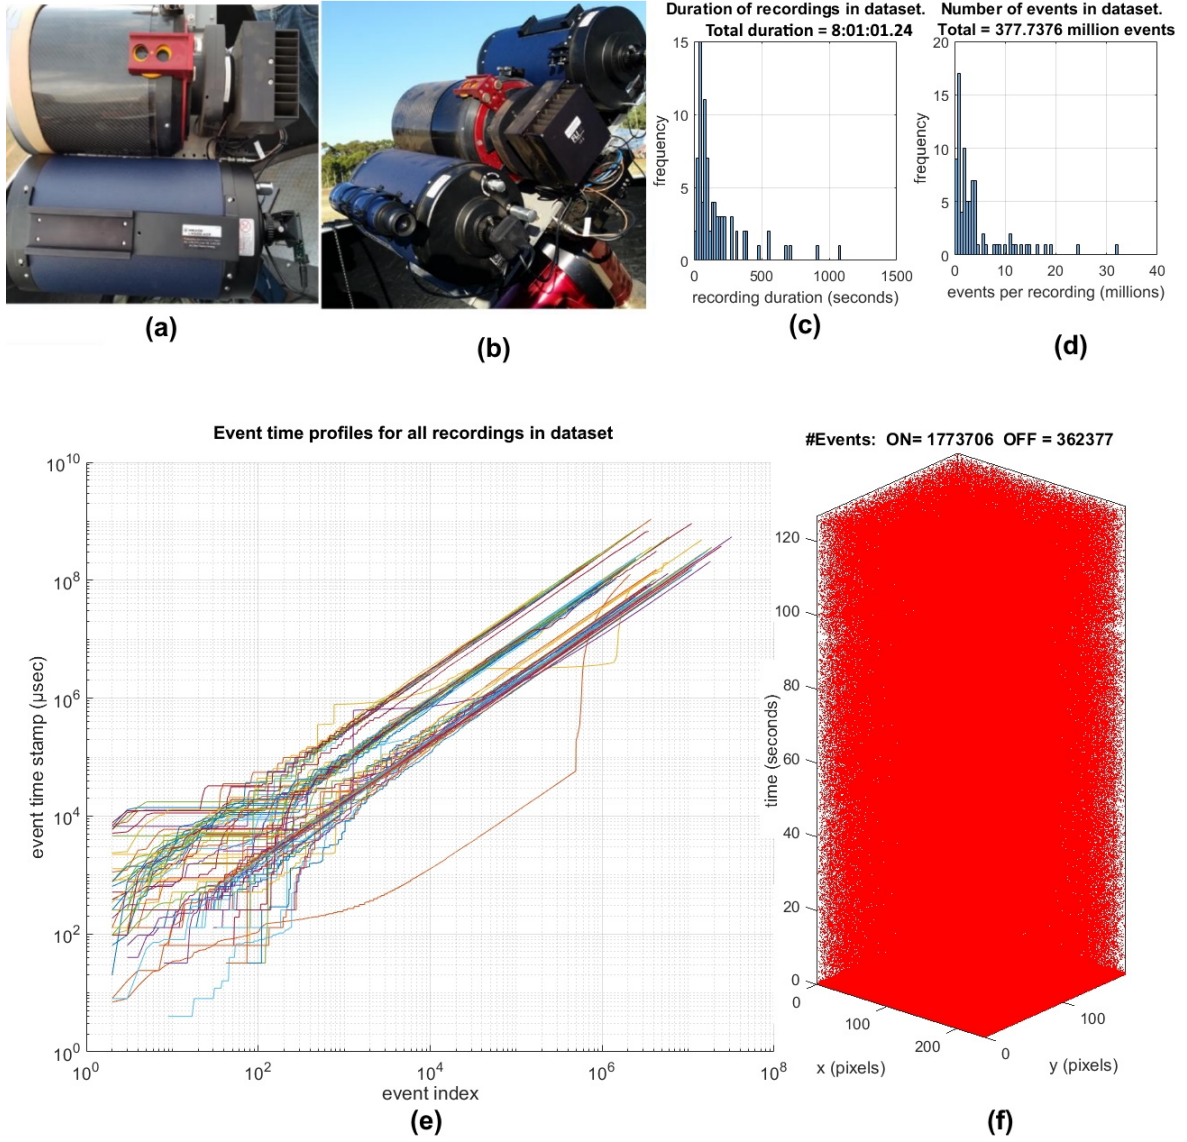 (a)
(b)
Duration of recordings in dataset.
Total duration = 8:01:01.24
15
10
5
0
frequency
0 500 1000 1500
recording duration (seconds)
(c)
Number of events in dataset.
Total = 377.7376 million events
20
15
10
5
0
frequency
0 10 20 30 40
events per recording (millions)
(d)
Event time profiles for all recordings in dataset
10^10
10^8
10^6
10^4
10^2
10^0
event time stamp (µsec)
10^0 10^2 10^4 10^6 10^8
event index
(e)
#Events: ON= 1773706 OFF = 362377
120
100
80
60
40
20
0
time (seconds)
0
100
200
x (pixels)
0
100
y (pixels)
(f)